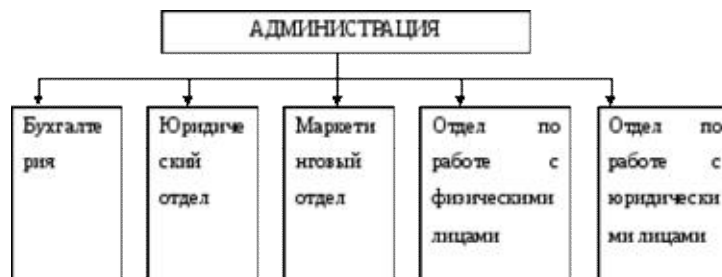 АДМИНИСТРАЦИЯ
Бухгалте
рия
Юридиче
ский
отдел
Маркети
нговый
отдел
Отдел по
работе с
физическими
лицами
Отдел по
работе с
юридически
ми лицами